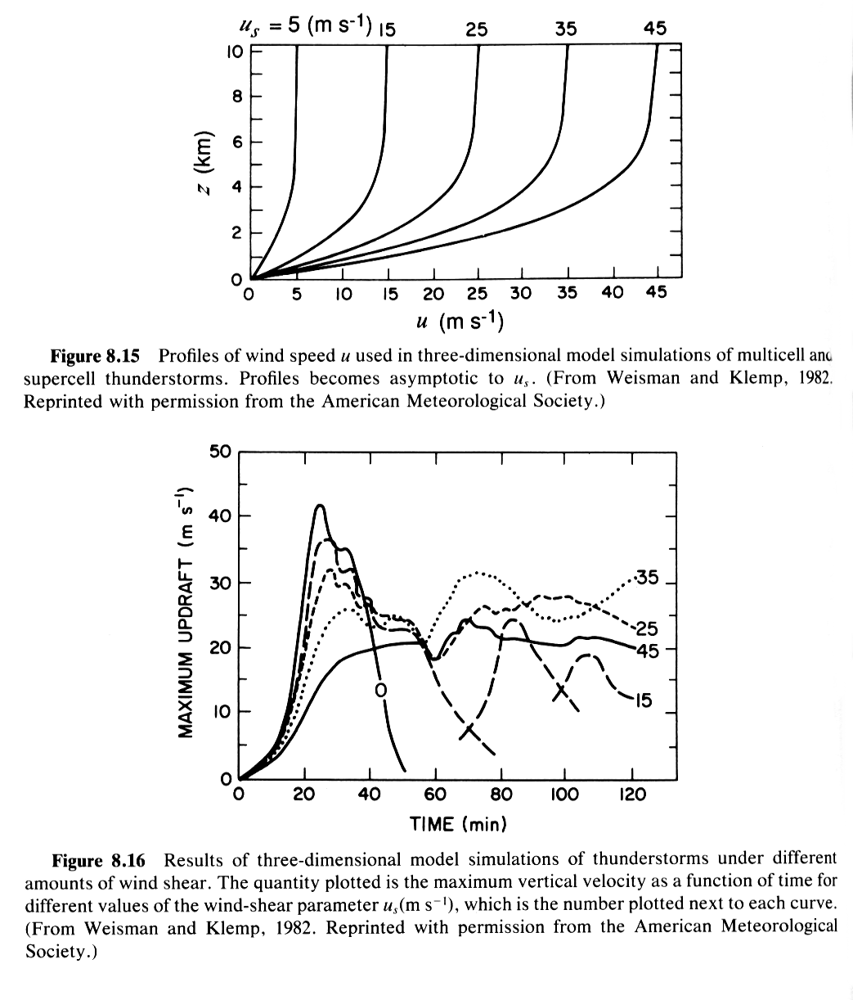 us = 5 (m s-1) 15 25 35 45
10
8
6
4
2
0
z (km)
0 5 10 15 20 25 30 35 40 45
u (m s-1)
Figure 8.15 Profiles of wind speed u used in three-dimensional model simulations of multicell and
supercell thunderstorms. Profiles becomes asymptotic to us. (From Weisman and Klemp, 1982.
Reprinted with permission from the American Meteorological Society.)
50
40
30
20
10
0
MAXIMUM UPDRAFT (m s-1)
35
25
45
0
15
0 20 40 60 80 100 120
TIME (min)
Figure 8.16 Results of three-dimensional model simulations of thunderstorms under different
amounts of wind shear. The quantity plotted is the maximum vertical velocity as a function of time for
different values of the wind-shear parameter us(m s−1), which is the number plotted next to each curve.
(From Weisman and Klemp, 1982. Reprinted with permission from the American Meteorological
Society.)